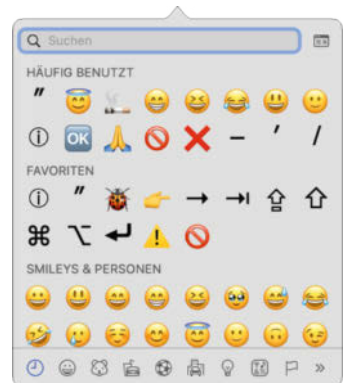 Suchen
HÄUFIG BENUTZT
OK
FAVORITEN
SMILEYS & PERSONEN